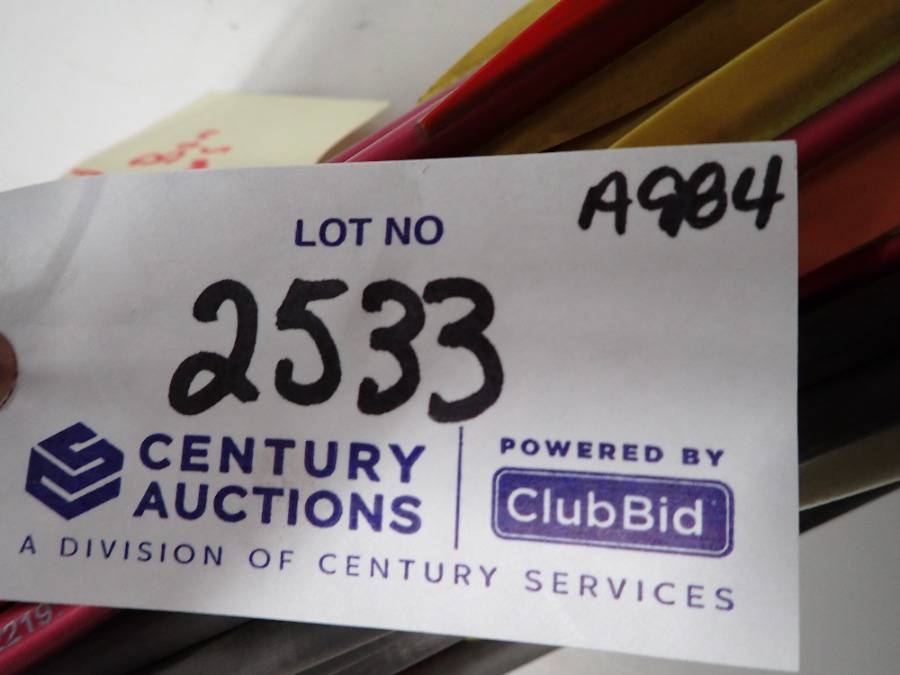 A984
LOT NO
2533
CENTURY
AUCTIONS
POWERED BY
ClubBid
A DIVISION OF CENTURY SERVICES